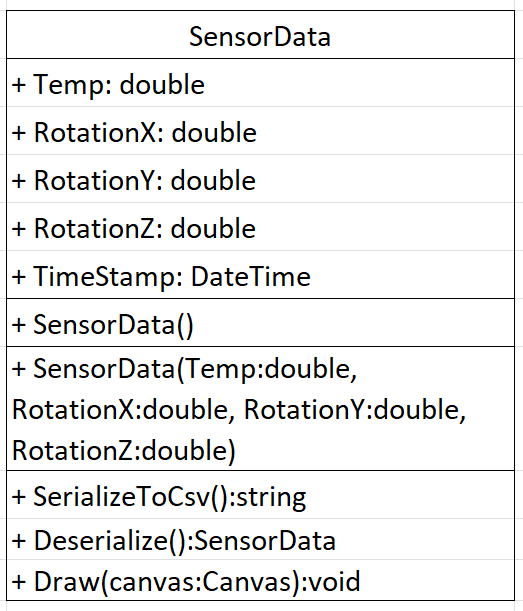 SensorData
+ Temp: double
+ RotationX: double
+ RotationY: double
+ RotationZ: double
+ TimeStamp: DateTime
+ SensorData()
+ SensorData(Temp:double,
RotationX:double, RotationY:double,
RotationZ:double)
+ SerializeToCsv():string
+ Deserialize():SensorData
+ Draw(canvas:Canvas):void